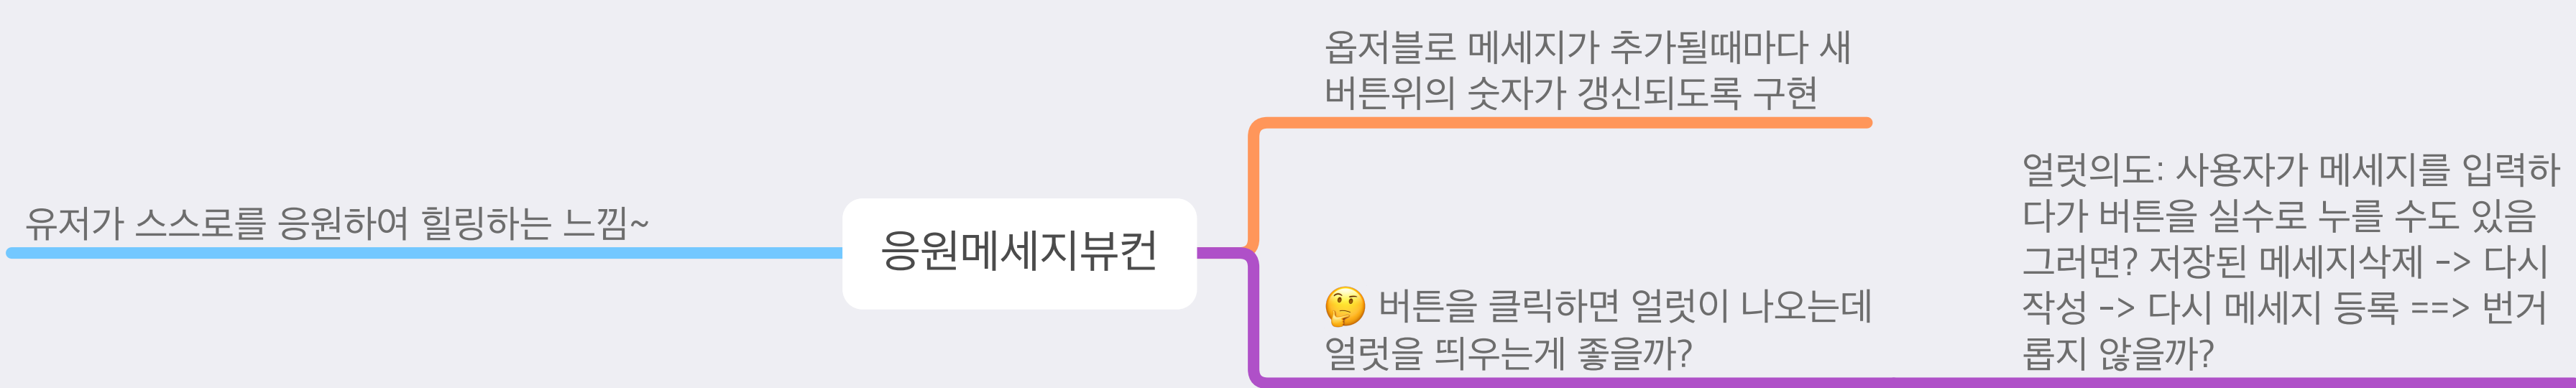 유저가 스스로를 응원하여 힐링하는 느낌~
응원메세지뷰컨
옵저블로 메세지가 추가될때마다 새
버튼위의 숫자가 갱신되도록 구현
🤔 버튼을 클릭하면 얼럿이 나오는데
얼럿을 띄우는게 좋을까?
얼럿의도: 사용자가 메세지를 입력하
다가 버튼을 실수로 누를 수도 있음
그러면? 저장된 메세지삭제 -> 다시
작성 -> 다시 메세지 등록 ==> 번거
롭지 않을까?